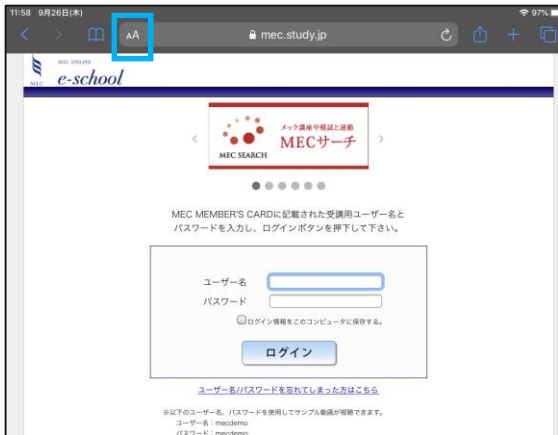 11:58 9月26日(木)
97%
AA
mec.study.jp
MEC
MEC ONLINE
e-school
MEC SEARCH
メック講座や模試と連動
MECサーチ
MEC MEMBER'S CARDに記載された受講用ユーザー名と
パスワードを入力し、ログインボタンを押下して下さい。
ユーザー名
パスワード
ログイン情報をこのコンピュータに保存する。
ログイン
ユーザー名/パスワードを忘れてしまった方はこちら
※以下のユーザー名、パスワードを使用してサンプル動画が視聴できます。
ユーザー名：mecdemo
パスワード：mecdemo